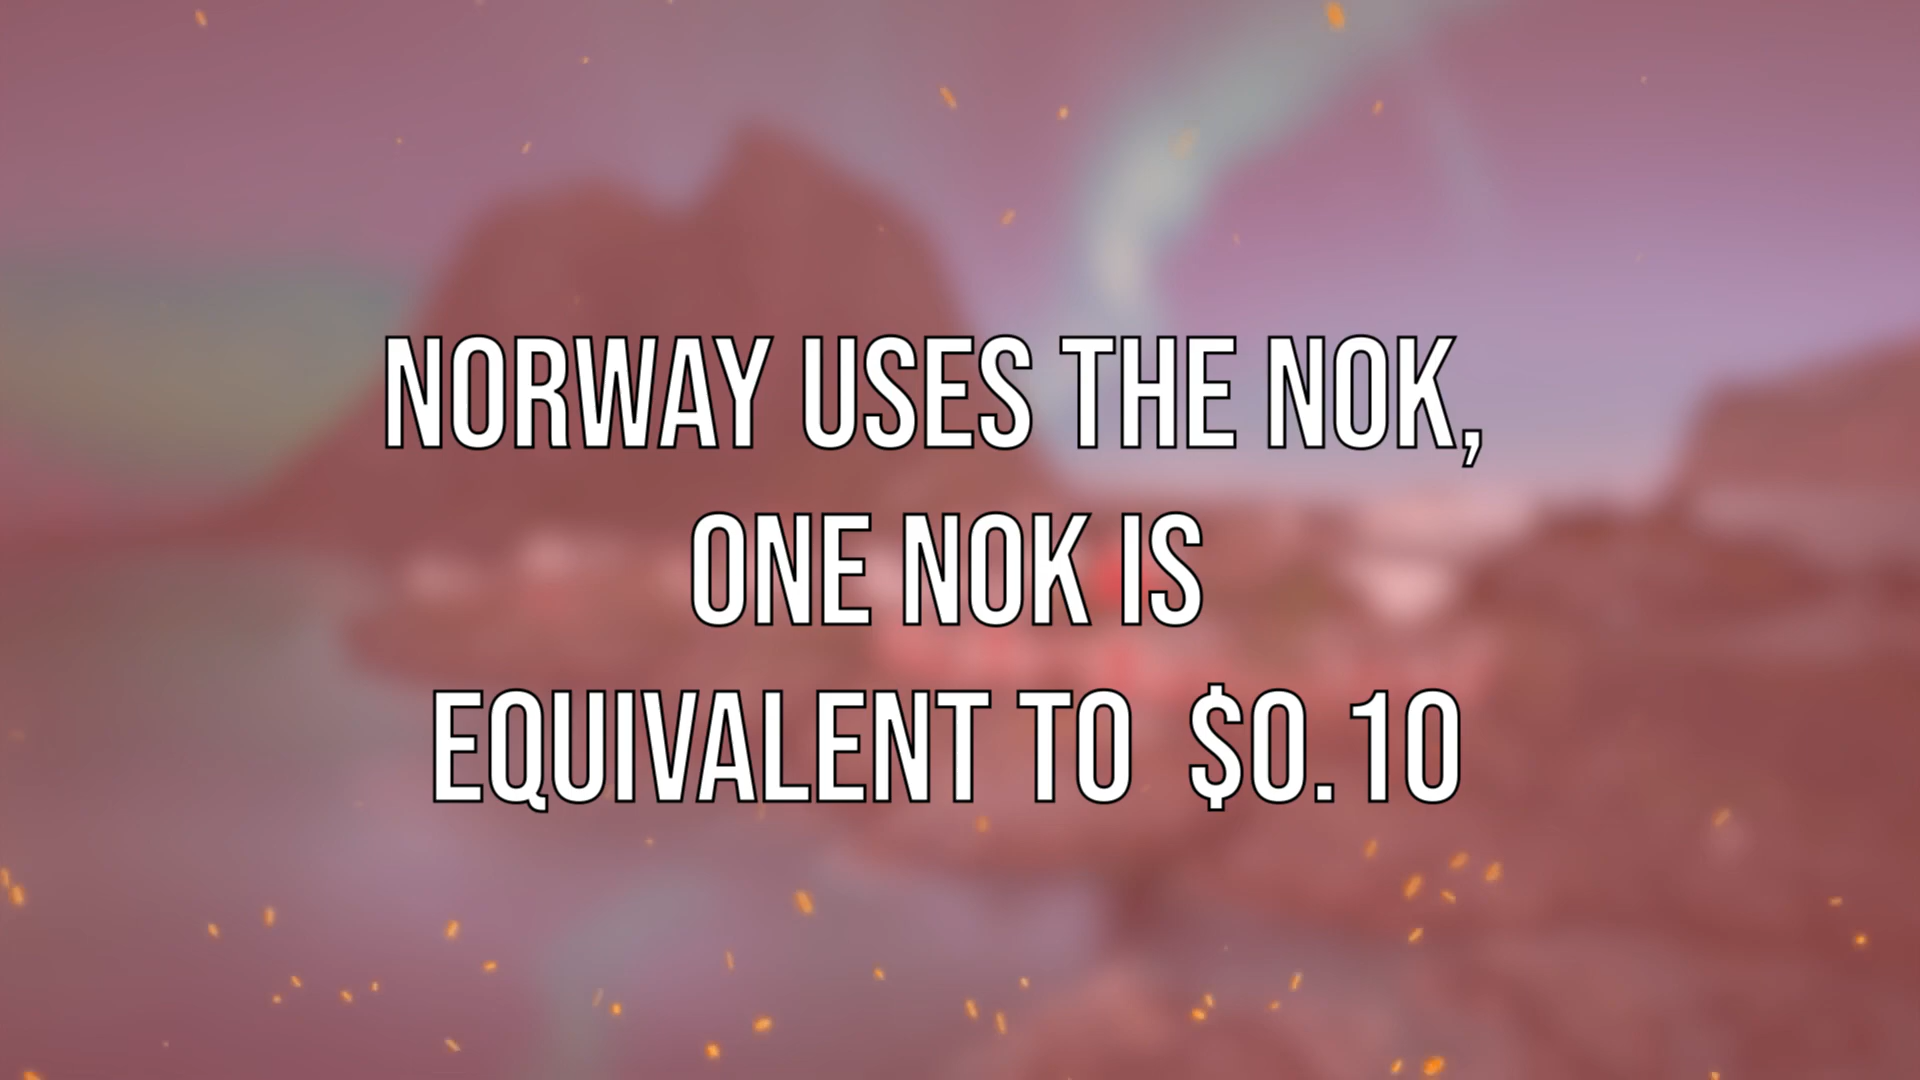 NORWAY USES THE NOK,
ONE NOK IS
EQUIVALENT TO $0.10